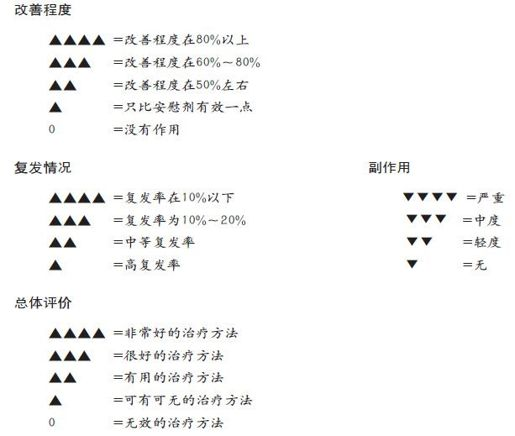 改善程度
▲▲▲▲ =改善程度在80%以上
▲▲▲ =改善程度在60%～80%
▲▲ =改善程度在50%左右
▲ =只比安慰剂有效一点
0 =没有作用
复发情况
▲▲▲▲ =复发率在10%以下
▲▲▲ =复发率为10%～20%
▲▲ =中等复发率
▲ =高复发率
副作用
▼▼▼▼ =严重
▼▼▼ =中度
▼▼ =轻度
▼ =无
总体评价
▲▲▲▲ =非常好的治疗方法
▲▲▲ =很好的治疗方法
▲▲ =有用的治疗方法
▲ =可有可无的治疗方法
0 =无效的治疗方法